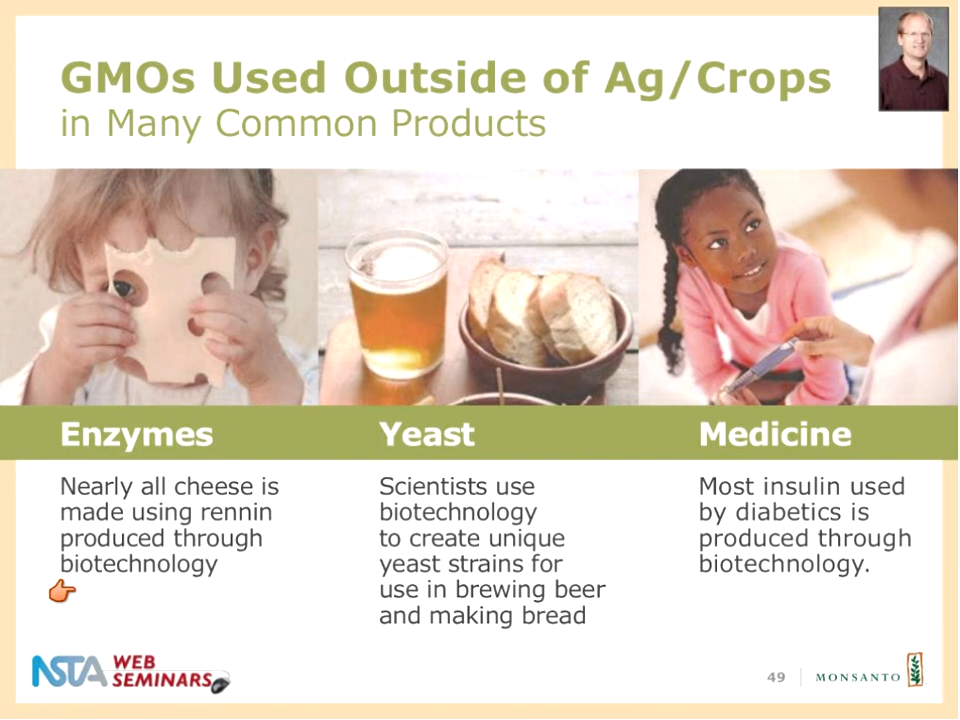 GMOs Used Outside of Ag/Crops
in Many Common Products
Enzymes
Nearly all cheese is
made using rennin
produced through
biotechnology
Yeast
Scientists use
biotechnology
to create unique
yeast strains for
use in brewing beer
and making bread
Medicine
Most insulin used
by diabetics is
produced through
biotechnology.
NSTA WEB
SEMINARS
49
MONSANTO